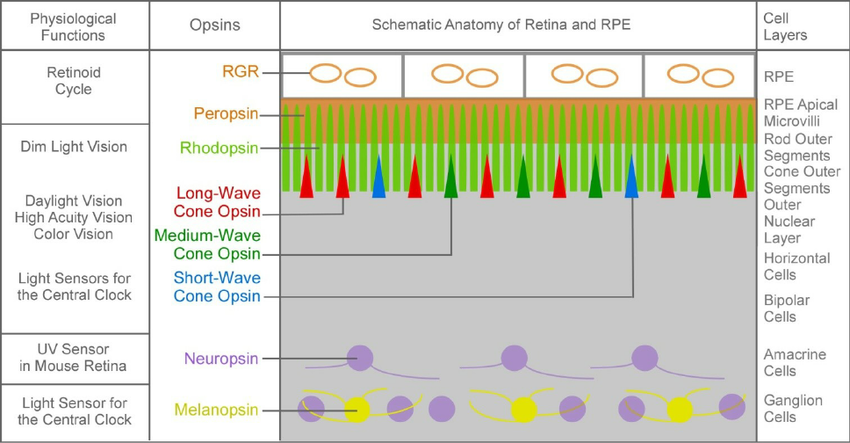 Physiological
Functions
Opsins
Schematic Anatomy of Retina and RPE
Cell
Layers
Retinoid
Cycle
Dim Light Vision
Daylight Vision
High Acuity Vision
Color Vision
Light Sensors for
the Central Clock
UV Sensor
in Mouse Retina
Light Sensor for
the Central Clock
RGR
Peropsin
Rhodopsin
Long-Wave
Cone Opsin
Medium-Wave
Cone Opsin
Short-Wave
Cone Opsin
Neuropsin
Melanopsin
RPE
RPE Apical
Microvilli
Rod Outer
Segments
Cone Outer
Segments
Outer
Nuclear
Layer
Horizontal
Cells
Bipolar
Cells
Amacrine
Cells
Ganglion
Cells